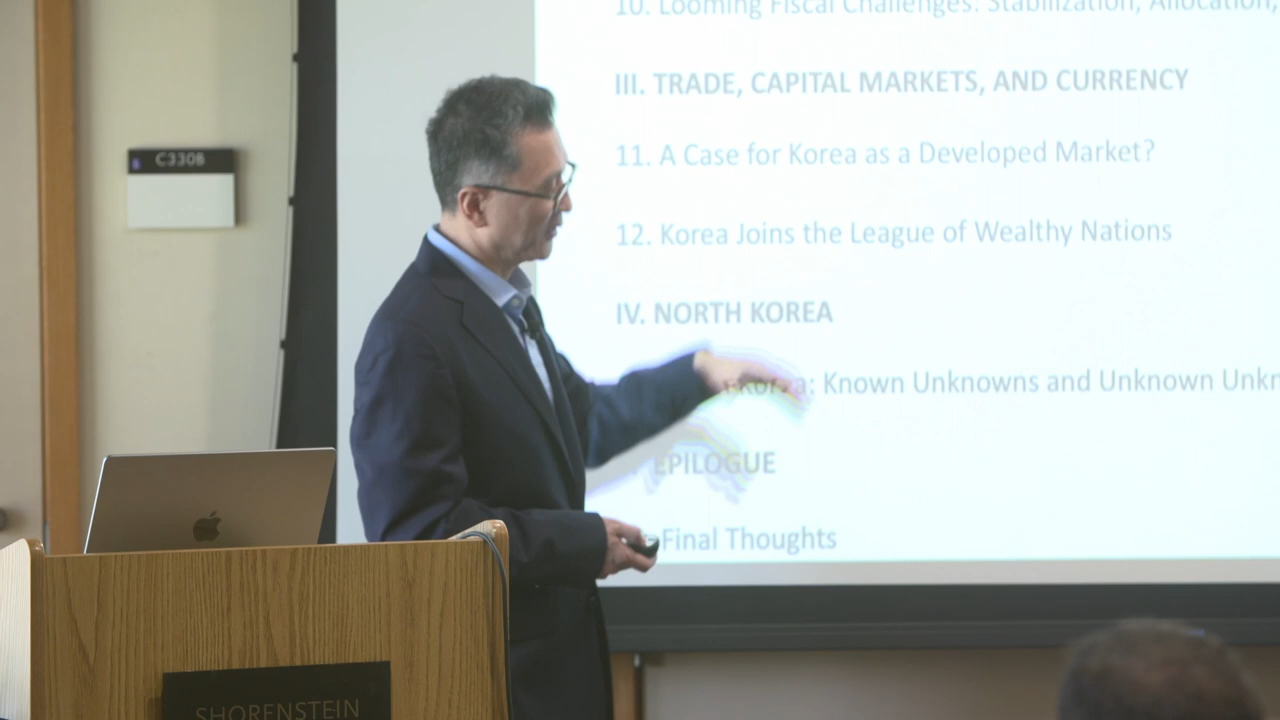 10. Looming Fiscal Challenges: Stabilization, Allocation,
III. TRADE, CAPITAL MARKETS, AND CURRENCY
C330B
11. A Case for Korea as a Developed Market?
12. Korea Joins the League of Wealthy Nations
IV. NORTH KOREA
Korea: Known Unknowns and Unknown
EPILOGUE
Final Thoughts
SHORENSTEIN